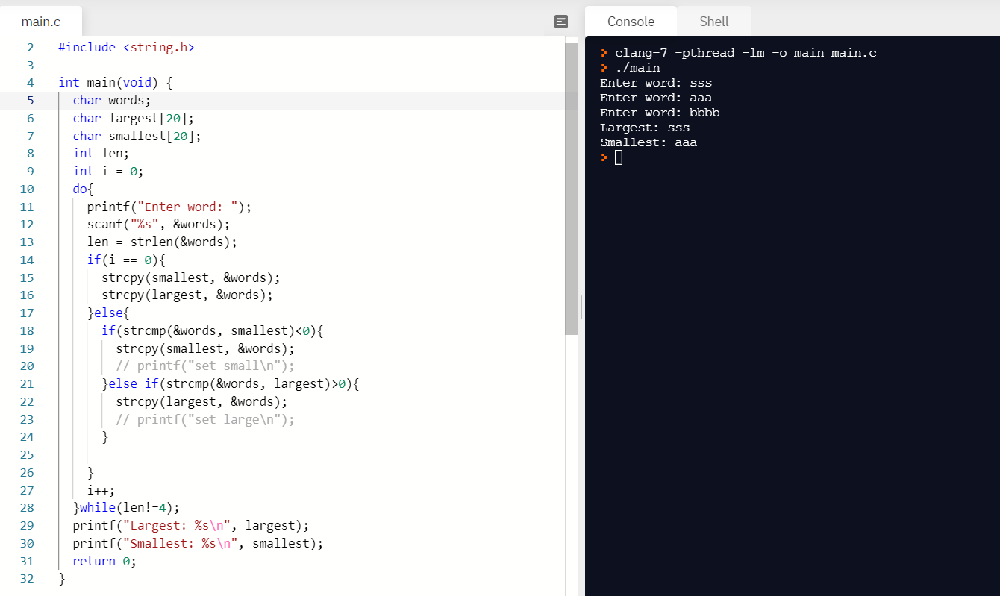 main.c
2 #include <string.h>
3
4 int main(void) {
5 char words;
6 char largest[20];
7 char smallest[20];
8 int len;
9 int i = 0;
10 do{
11 printf("Enter word: ");
12 scanf("%s", &words);
13 len = strlen(&words);
14 if(i == 0){
15 strcpy(smallest, &words);
16 strcpy(largest, &words);
17 }else{
18 if(strcmp(&words, smallest)<0){
19 strcpy(smallest, &words);
20 // printf("set small\n");
21 }else if(strcmp(&words, largest)>0){
22 strcpy(largest, &words);
23 // printf("set large\n");
24 }
25
26 }
27 i++;
28 }while(len!=4);
29 printf("Largest: %s\n", largest);
30 printf("Smallest: %s\n", smallest);
31 return 0;
32 }
Console Shell
> clang-7 -pthread -lm -o main main.c
> ./main
Enter word: sss
Enter word: aaa
Enter word: bbbb
Largest: sss
Smallest: aaa
>